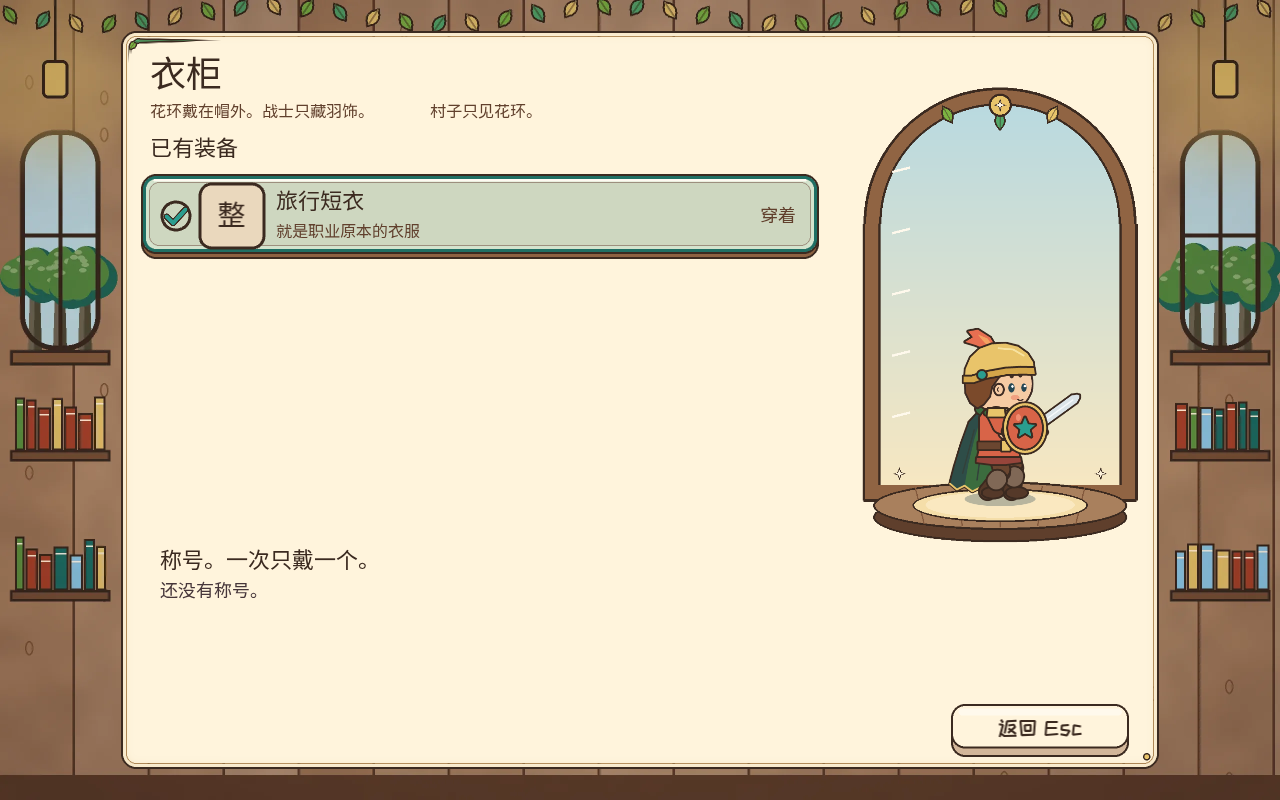 衣柜
花环戴在帽外。战士只藏羽饰。 村子只见花环。
已有装备
整
旅行短衣
就是职业原本的衣服
穿着
称号。一次只戴一个。
还没有称号。
返回 Esc